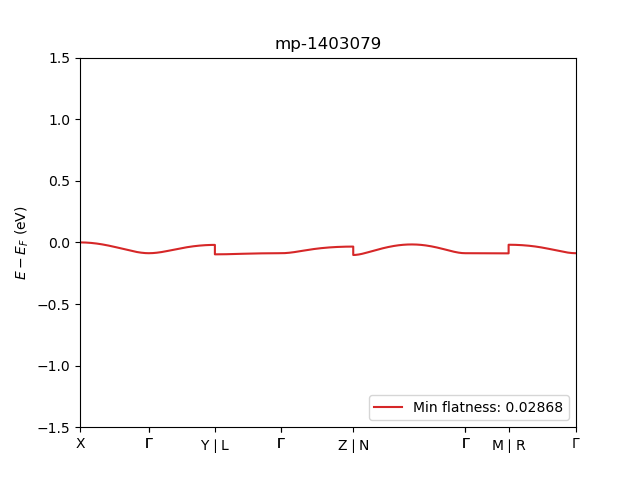 mp-1403079
1.5
1.0
0.5
0.0
−0.5
−1.0
−1.5
E − E_F (eV)
Min flatness: 0.02868
X Γ Y | L Γ Z | N Γ M | R Γ